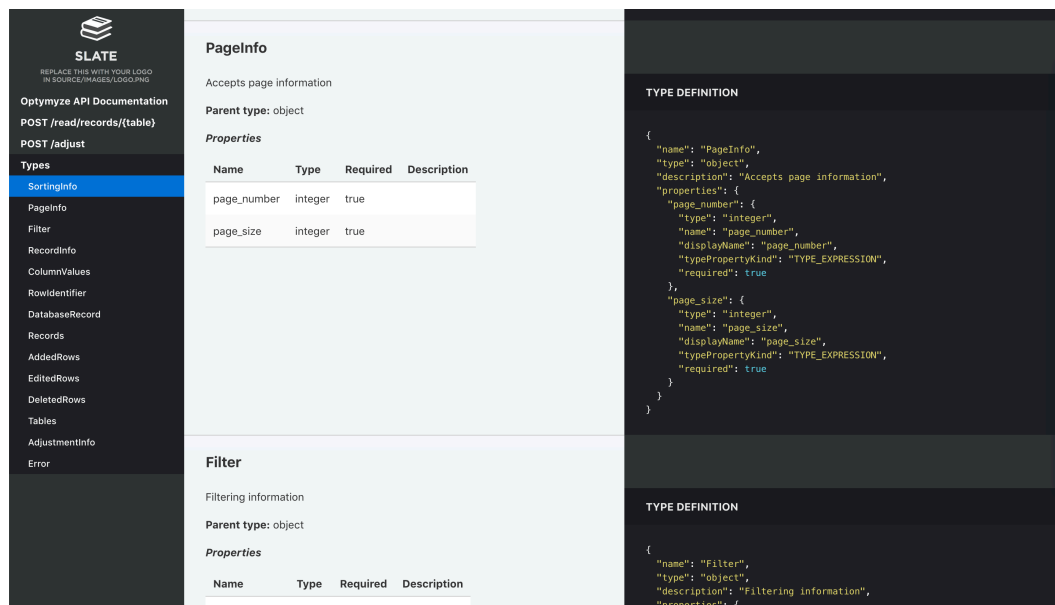 SLATE
REPLACE THIS WITH YOUR LOGO
IN SOURCE/IMAGES/LOGO.PNG
Optymyze API Documentation
POST /read/records/{table}
POST /adjust
Types
SortingInfo
PageInfo
Filter
RecordInfo
ColumnValues
RowIdentifier
DatabaseRecord
Records
AddedRows
EditedRows
DeletedRows
Tables
AdjustmentInfo
Error
PageInfo
Accepts page information
Parent type: object
Properties
Name Type Required Description
page_number integer true
page_size integer true
Filter
Filtering information
Parent type: object
Properties
Name Type Required Description
TYPE DEFINITION
{
  "name": "PageInfo",
  "type": "object",
  "description": "Accepts page information",
  "properties": {
    "page_number": {
      "type": "integer",
      "name": "page_number",
      "displayName": "page_number",
      "typePropertyKind": "TYPE_EXPRESSION",
      "required": true
    },
    "page_size": {
      "type": "integer",
      "name": "page_size",
      "displayName": "page_size",
      "typePropertyKind": "TYPE_EXPRESSION",
      "required": true
    }
  }
}
TYPE DEFINITION
{
  "name": "Filter",
  "type": "object",
  "description": "Filtering information",
  "properties": {